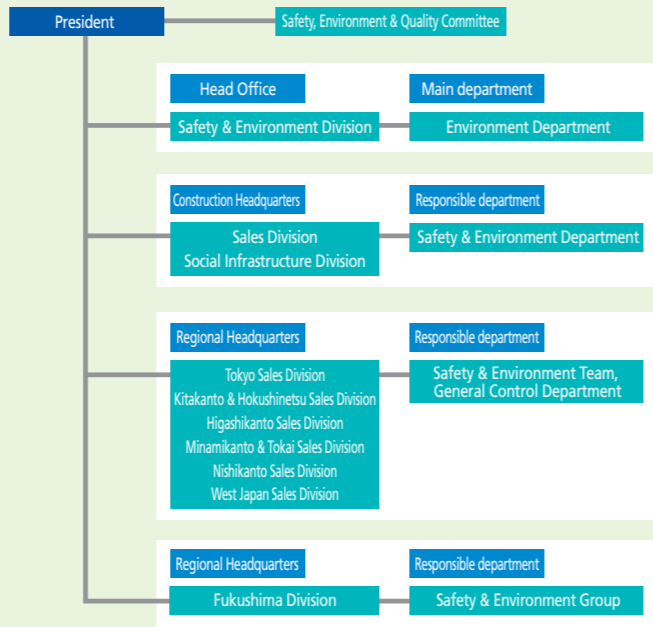 President
Safety, Environment & Quality Committee
Head Office
Main department
Safety & Environment Division
Environment Department
Construction Headquarters
Responsible department
Sales Division
Social Infrastructure Division
Safety & Environment Department
Regional Headquarters
Responsible department
Tokyo Sales Division
Kitakanto & Hokushinetsu Sales Division
Higashikanto Sales Division
Minamikanto & Tokai Sales Division
Nishikanto Sales Division
West Japan Sales Division
Safety & Environment Team,
General Control Department
Regional Headquarters
Responsible department
Fukushima Division
Safety & Environment Group